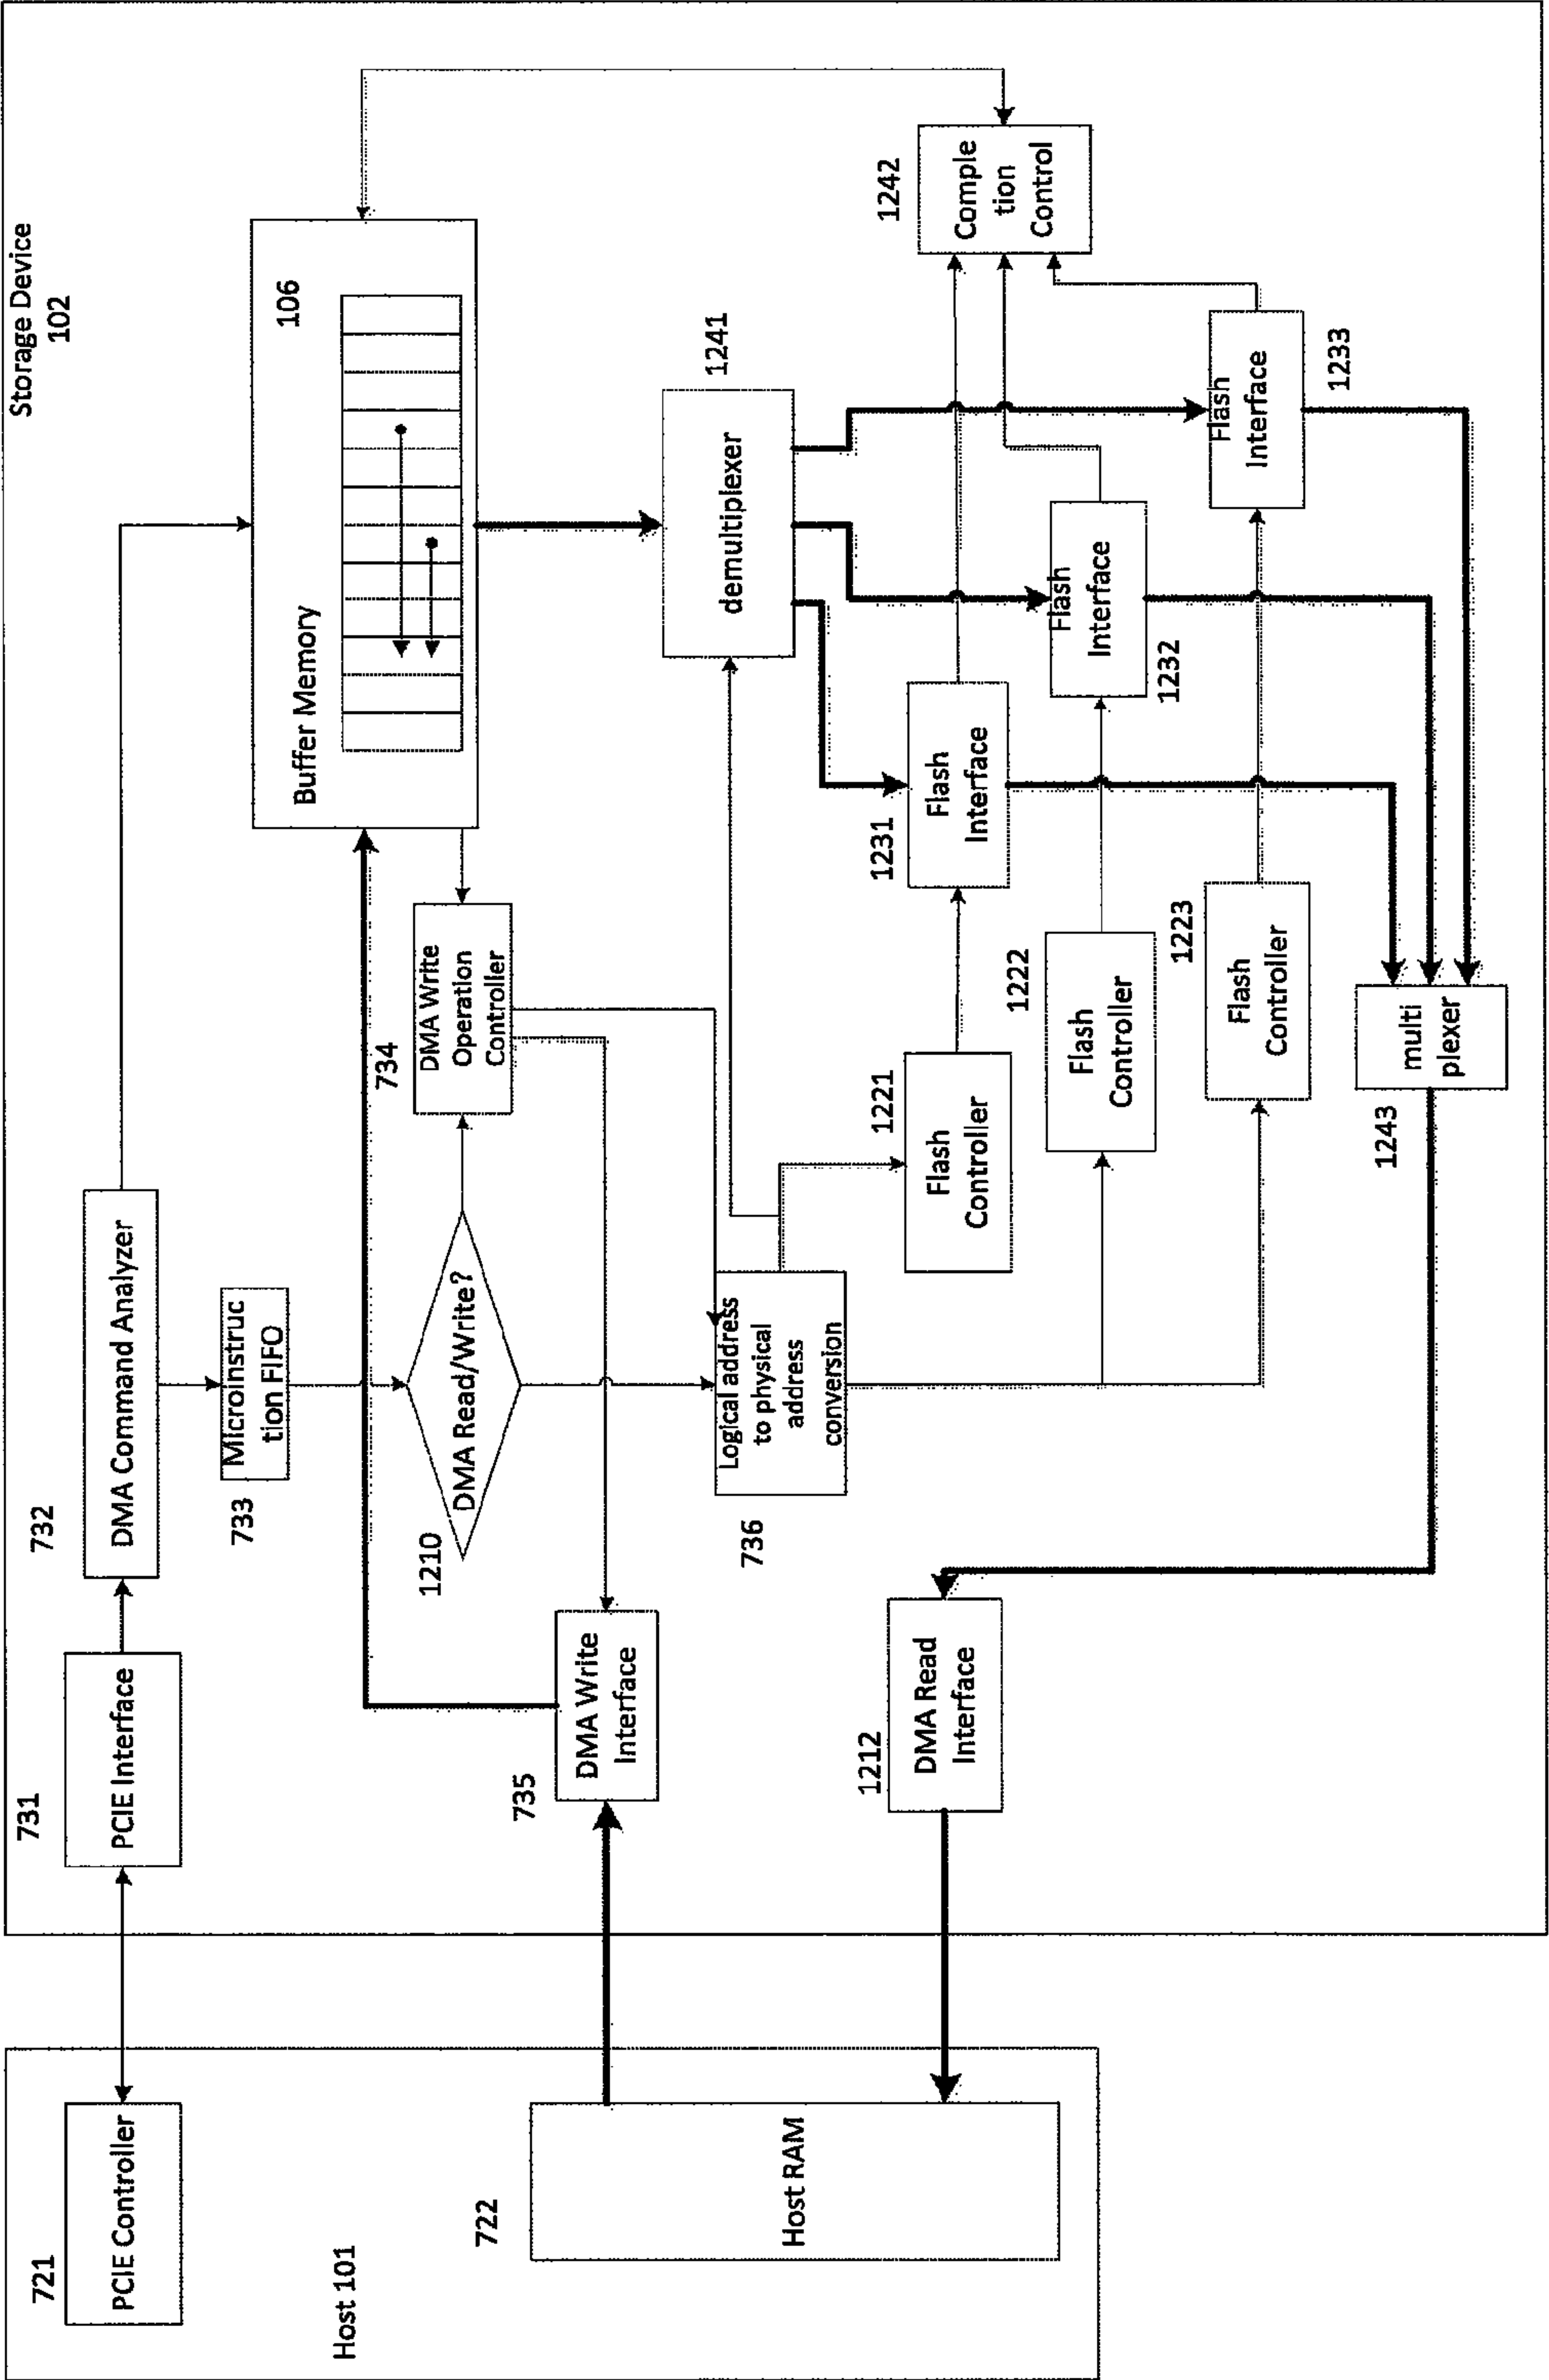 Storage Device
102
721
PCIE Controller
731
PCIE Interface
732
DMA Command Analyzer
733
Microinstruc
tion FIFO
Buffer Memory
106
1210
DMA Read/Write?
734
DMA Write
Operation
Controller
Host 101
722
Host RAM
735
DMA Write
Interface
736
Logical address
to physical
address
conversion
demultiplexer
1241
1242
Comple
tion
Control
1212
DMA Read
Interface
1221
Flash
Controller
1231
Flash
Interface
1222
Flash
Controller
1232
Flash
Interface
1223
Flash
Controller
1233
Flash
Interface
1243
multi
plexer